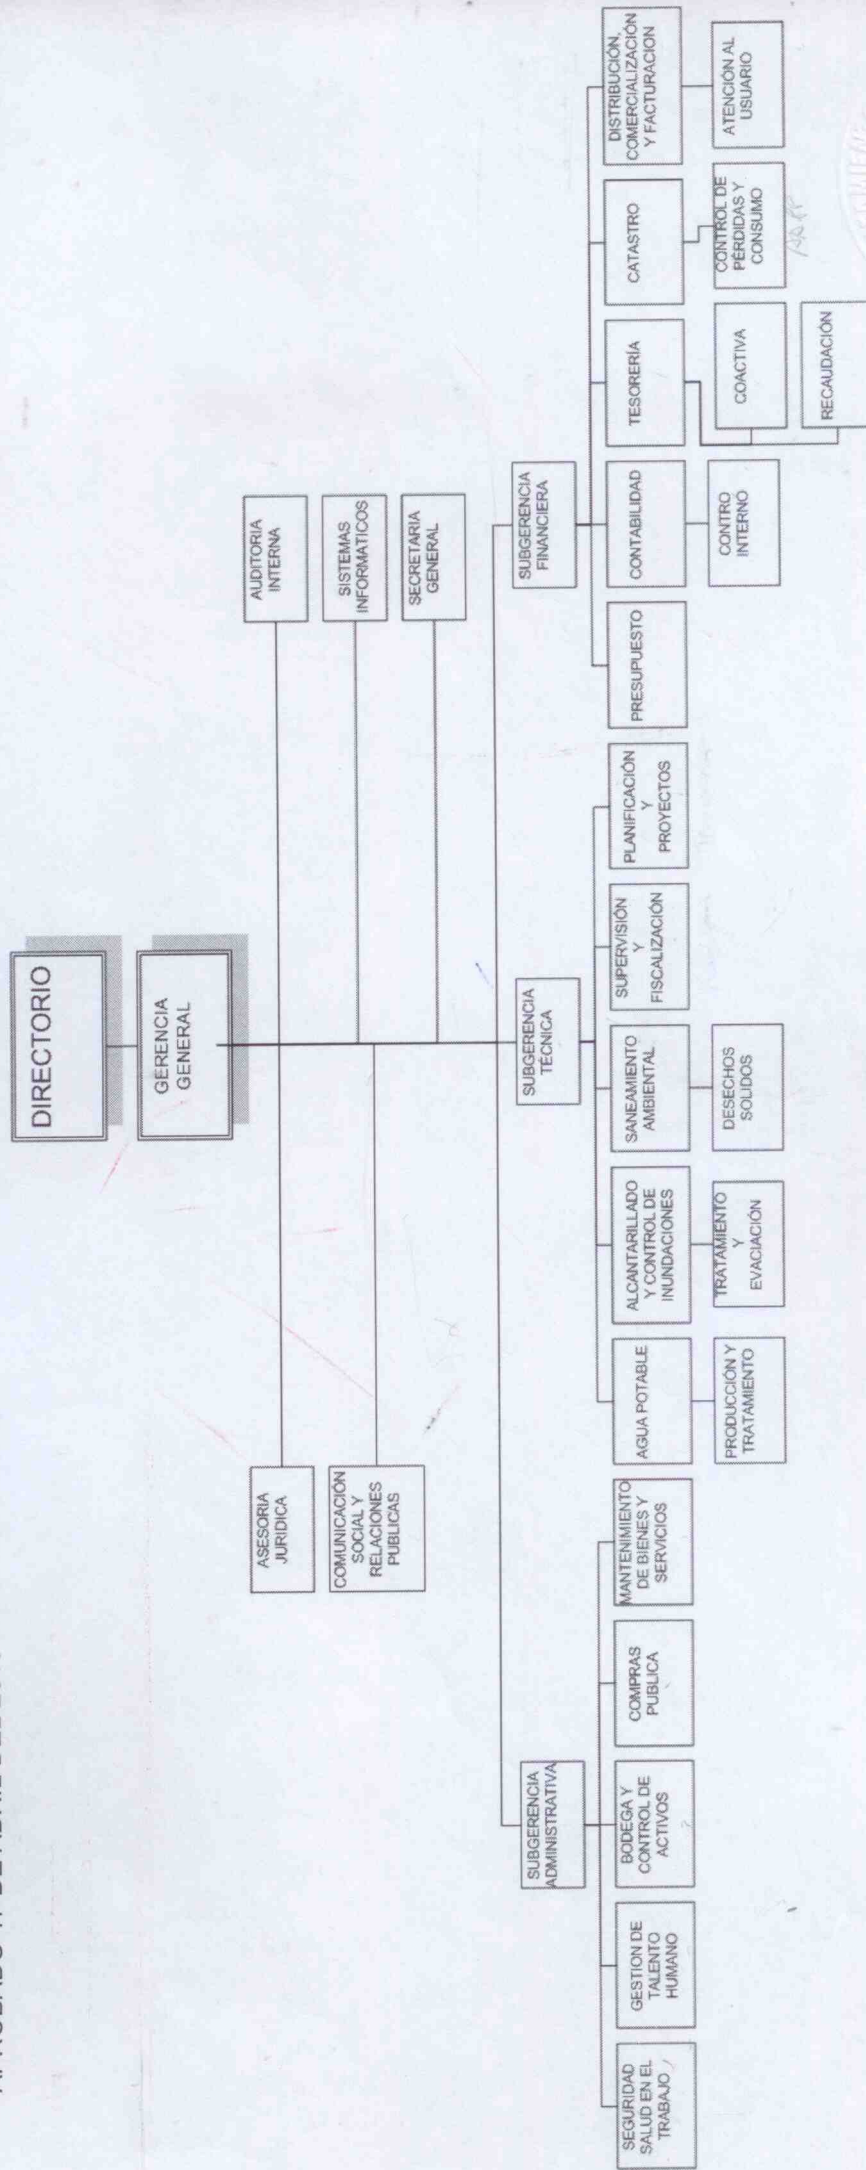 DIRECTORIO
GERENCIA
GENERAL
ASESORIA
JURIDICA
AUDITORIA
INTERNA
COMUNICACIÓN
SOCIAL Y
RELACIONES
PUBLICAS
SISTEMAS
INFORMATICOS
SECRETARIA
GENERAL
SUBGERENCIA
ADMINISTRATIVA
SUBGERENCIA
TÉCNICA
SUBGERENCIA
FINANCIERA
SEGURIDAD
SALUD EN EL
TRABAJO
GESTION DE
TALENTO
HUMANO
BODEGA Y
CONTROL DE
ACTIVOS
COMPRAS
PUBLICA
MANTENIMIENTO
DE BIENES Y
SERVICIOS
AGUA POTABLE
ALCANTARILLADO
Y CONTROL DE
INUNDACIONES
SANEAMIENTO
AMBIENTAL
SUPERVISIÓN
Y
FISCALIZACIÓN
PLANIFICACIÓN
Y
PROYECTOS
PRESUPUESTO
CONTABILIDAD
TESORERÍA
CATASTRO
DISTRIBUCIÓN,
COMERCIALIZACIÓN
Y FACTURACION
PRODUCCIÓN Y
TRATAMIENTO
TRATAMIENTO
Y
EVACIACIÓN
DESECHOS
SOLIDOS
CONTRO
INTERNO
COACTIVA
RECAUDACIÓN
CONTROL DE
PÉRDIDAS Y
CONSUMO
ATENCIÓN AL
USUARIO